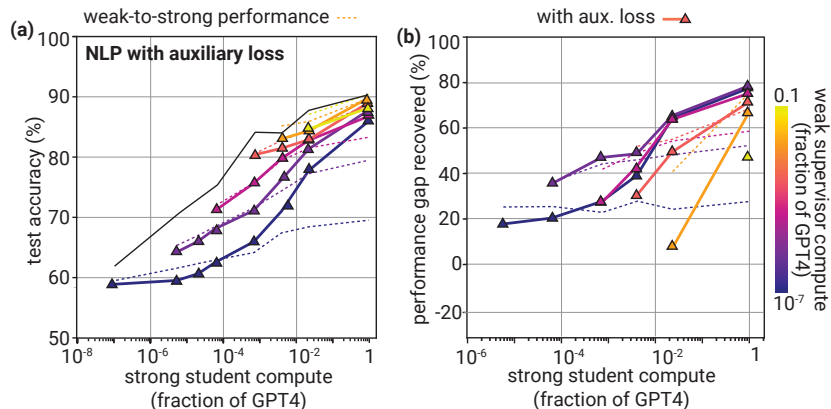 weak-to-strong performance
with aux. loss
(a)
NLP with auxiliary loss
test accuracy (%)
100
90
80
70
60
50
10-8
10-6
10-4
10-2
1
strong student compute
(fraction of GPT4)
(b)
performance gap recovered (%)
100
80
60
40
20
0
-20
10-6
10-4
10-2
1
strong student compute
(fraction of GPT4)
0.1
10-7
weak supervisor compute
(fraction of GPT4)